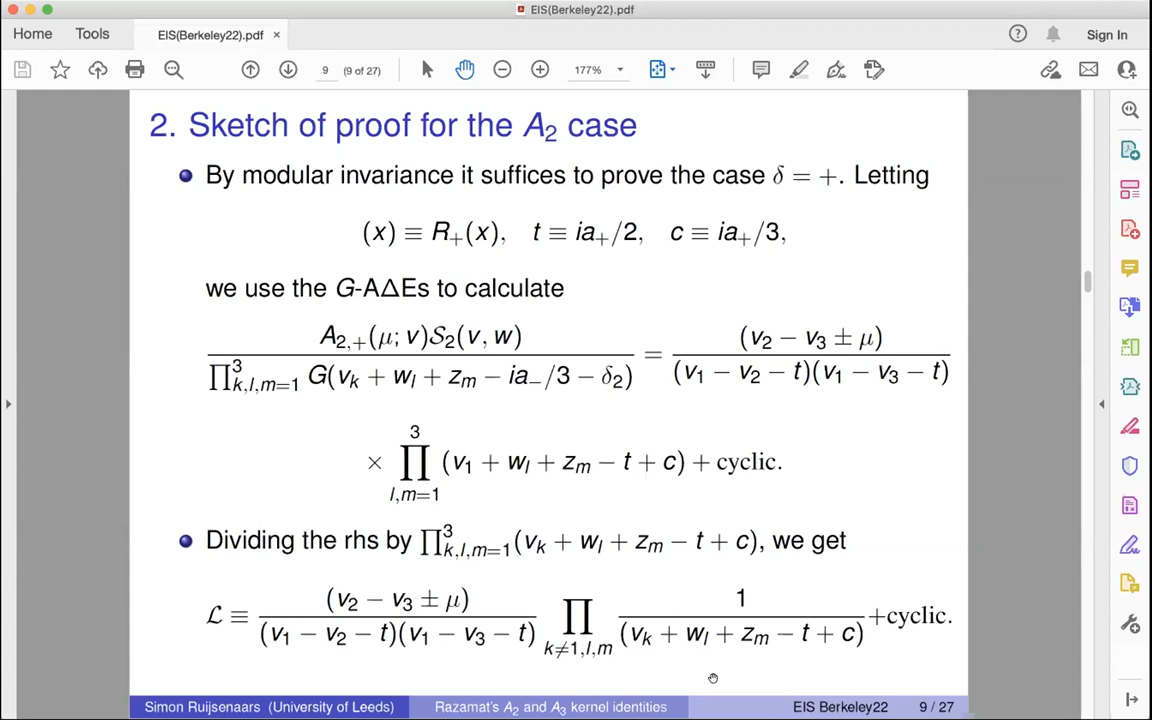 EIS(Berkeley22).pdf
Home Tools EIS(Berkeley22).pdf × Sign In
9 (9 of 27) 177%
2. Sketch of proof for the A₂ case
By modular invariance it suffices to prove the case δ = +. Letting
(x) ≡ R₊(x), t ≡ ia₊/2, c ≡ ia₊/3,
we use the G-AΔEs to calculate
A₂,₊(μ; v)S₂(v, w) / ∏³ₖ,ₗ,ₘ₌₁ G(vₖ + wₗ + zₘ − ia₋/3 − δ₂) = (v₂ − v₃ ± μ) / (v₁ − v₂ − t)(v₁ − v₃ − t)
× ∏³ₗ,ₘ₌₁ (v₁ + wₗ + zₘ − t + c) + cyclic.
Dividing the rhs by ∏³ₖ,ₗ,ₘ₌₁(vₖ + wₗ + zₘ − t + c), we get
ℒ ≡ (v₂ − v₃ ± μ) / (v₁ − v₂ − t)(v₁ − v₃ − t) ∏ k≠1,l,m 1 / (vₖ + wₗ + zₘ − t + c) +cyclic.
Simon Ruijsenaars (University of Leeds) Razamat's A₂ and A₃ kernel identities EIS Berkeley22 9 / 27